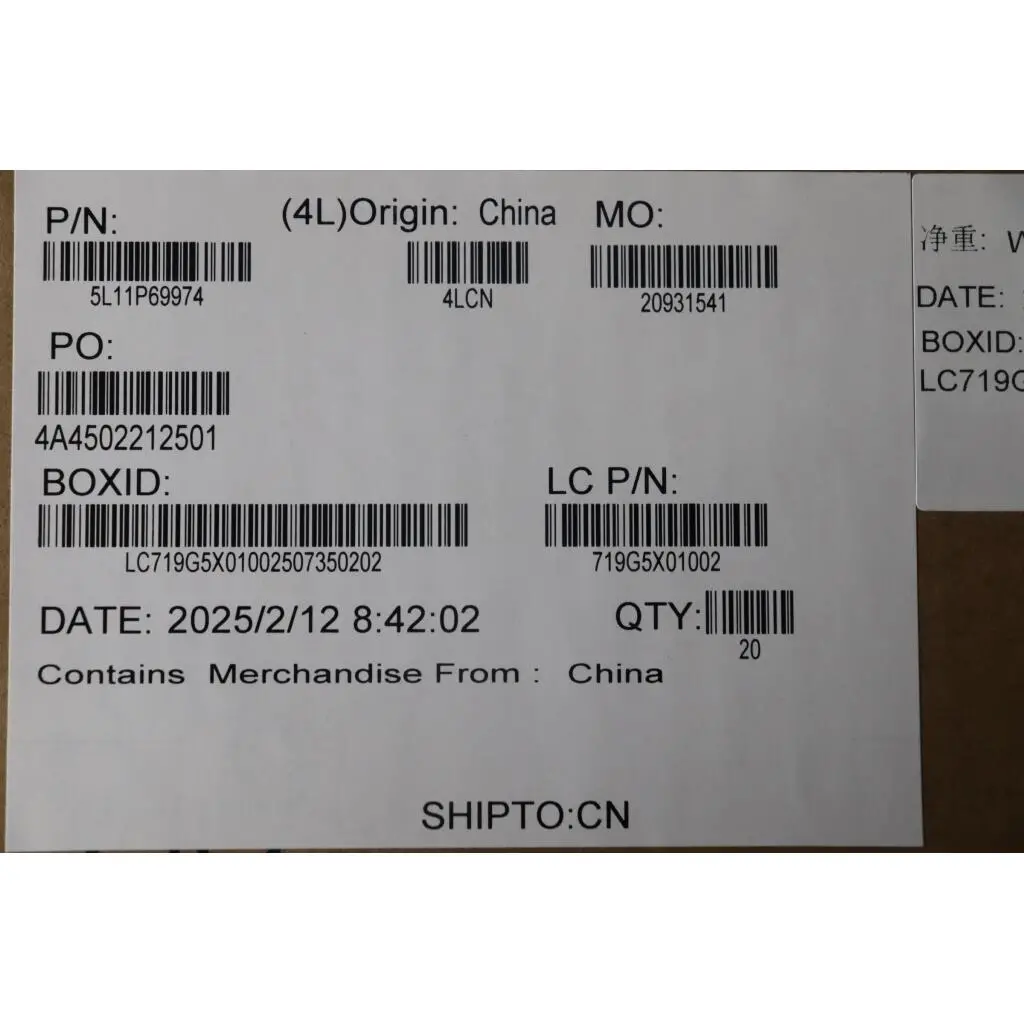 P/N: (4L)Origin: China MO:
5L11P69974 4LCN 20931541
PO:
4A4502212501
BOXID: LC P/N:
LC719G5X01002507350202 719G5X01002
DATE: 2025/2/12 8:42:02 QTY:
20
Contains Merchandise From : China
SHIPTO:CN
净重:
DATE:
BOXID:
LC719G